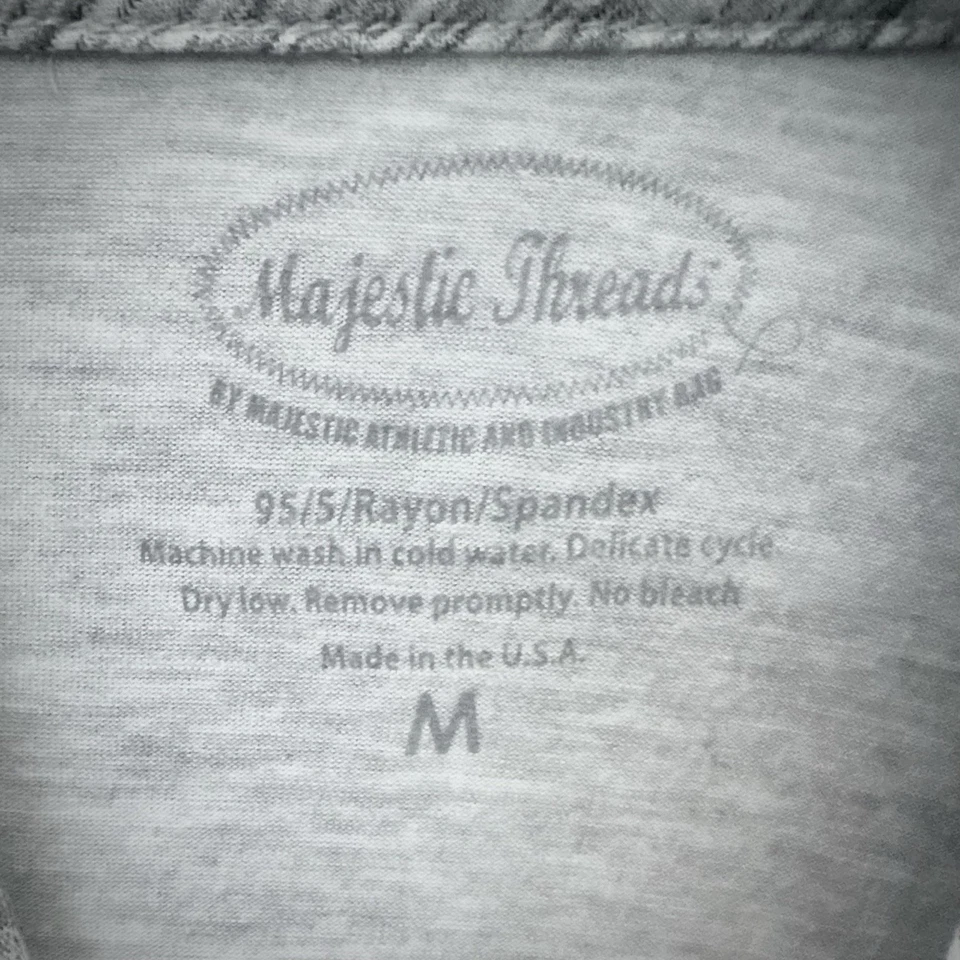 Majestic Threads
BY MAJESTIC ATHLETIC AND INDUSTRY RAG
95/5/Rayon/Spandex
Machine wash in cold water. Delicate cycle.
Dry low. Remove promptly. No bleach
Made in the U.S.A.
M